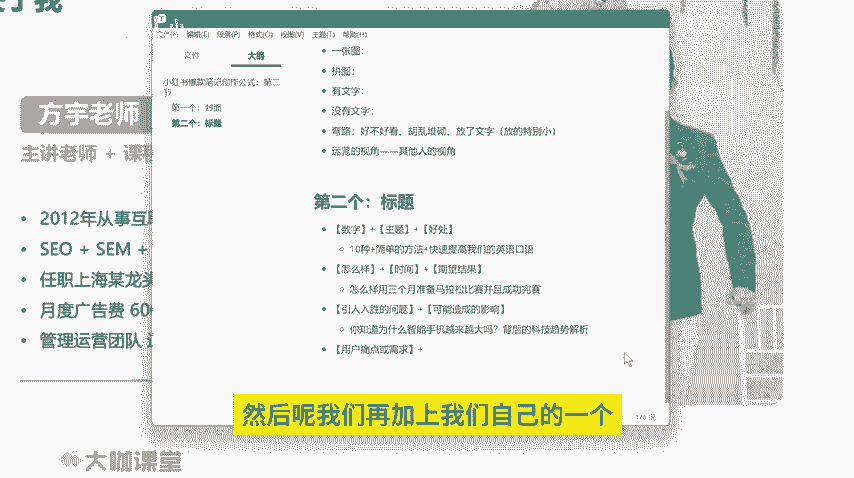 方宇老师
主讲老师 + 课程
2012年从事互联
SEO + SEM +
任职上海某龙头
月度广告费 600
管理运营团队
大咖课堂
编辑(E) 段落(P) 格式(O) 视图(V) 主题(T) 帮助(H)
文件 大纲
小红书爆款笔记创作公式：第二
节
第一个：封面
第二个：标题
一张图：
拼图：
有文字：
没有文字：
弯路：好不好看、胡乱堆砌、放了文字（放的特别小）
运营的视角——其他人的视角
第二个：标题
【数字】+【主题】+【好处】
10种+简单的方法+快速提高我们的英语口语
【怎么样】+【时间】+【期望结果】
怎么样用三个月准备马拉松比赛并且成功完赛
【引人入胜的问题】+【可能造成的影响】
你知道为什么智能手机越来越大吗？背后的科技趋势解析
【用户痛点或需求】+
然后呢我们再加上我们自己的一个